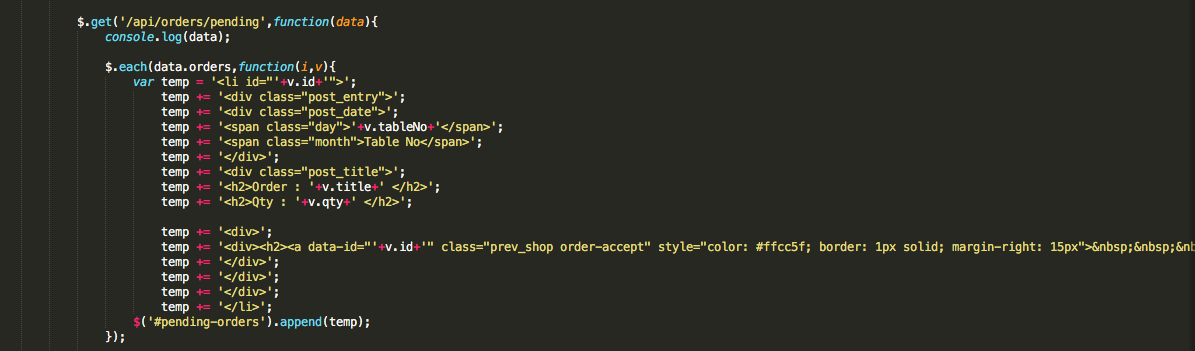 $.get('/api/orders/pending',function(data){
console.log(data);
$.each(data.orders,function(i,v){
var temp = '<li id="'+v.id+'">';
temp += '<div class="post_entry">';
temp += '<div class="post_date">';
temp += '<span class="day">'+v.tableNo+'</span>';
temp += '<span class="month">Table No</span>';
temp += '</div>';
temp += '<div class="post_title">';
temp += '<h2>Order : '+v.title+' </h2>';
temp += '<h2>Qty : '+v.qty+' </h2>';
temp += '<div>';
temp += '<div><h2><a data-id="'+v.id+'" class="prev_shop order-accept" style="color: #ffcc5f; border: 1px solid; margin-right: 15px">&nbsp;&nbsp;&nb
temp += '</div>';
temp += '</div>';
temp += '</div>';
temp += '</li>';
$('#pending-orders').append(temp);
});